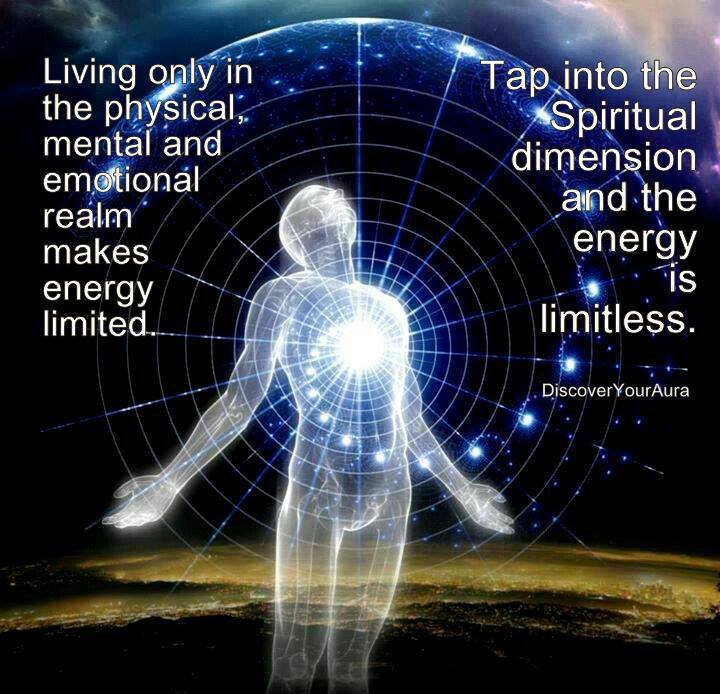 Living only in
the physical,
mental and
emotional
realm
makes
energy
limited.
Tap into the
Spiritual
dimension
and the
energy
is
limitless.
DiscoverYourAura